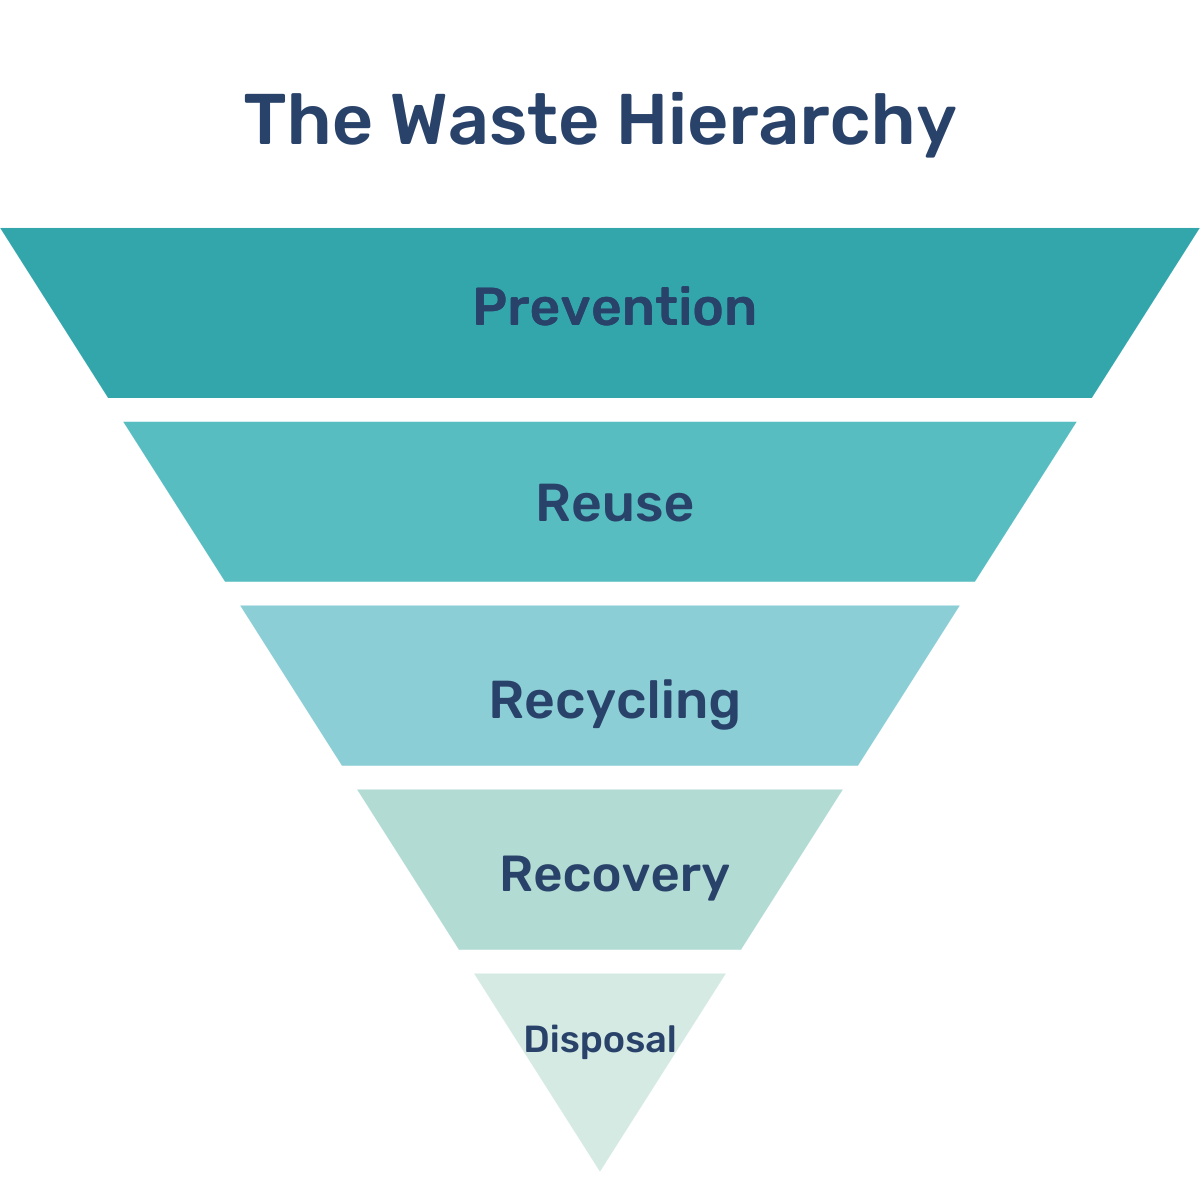 The Waste Hierarchy
Prevention
Reuse
Recycling
Recovery
Disposal